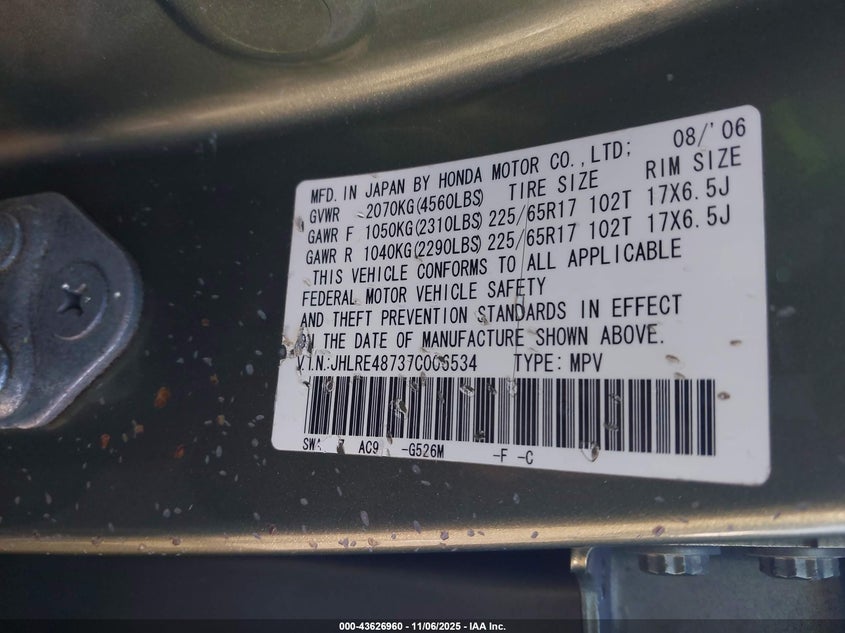 08/'06
MFD. IN JAPAN BY HONDA MOTOR CO.,LTD;
GVWR 2070KG(4560LBS) TIRE SIZE RIM SIZE
GAWR F 1050KG(2310LBS) 225/65R17 102T 17X6.5J
GAWR R 1040KG(2290LBS) 225/65R17 102T 17X6.5J
THIS VEHICLE CONFORMS TO ALL APPLICABLE
FEDERAL MOTOR VEHICLE SAFETY
AND THEFT PREVENTION STANDARDS IN EFFECT
ON THE DATE OF MANUFACTURE SHOWN ABOVE.
V.I.N.: TYPE: MPV
AC9 -G526M -F -C
000-43626960 - 11/06/2025 - IAA Inc.